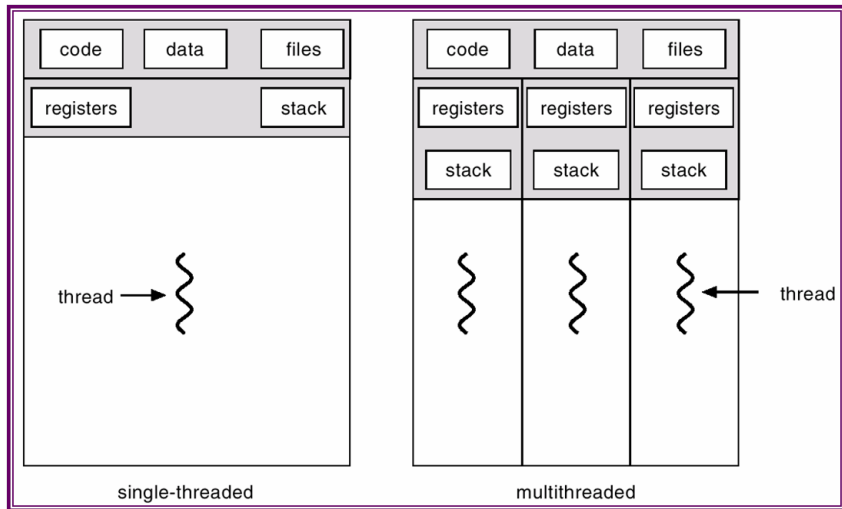 code data files
registers stack
thread
single-threaded
code data files
registers registers registers
stack stack stack
thread
multithreaded